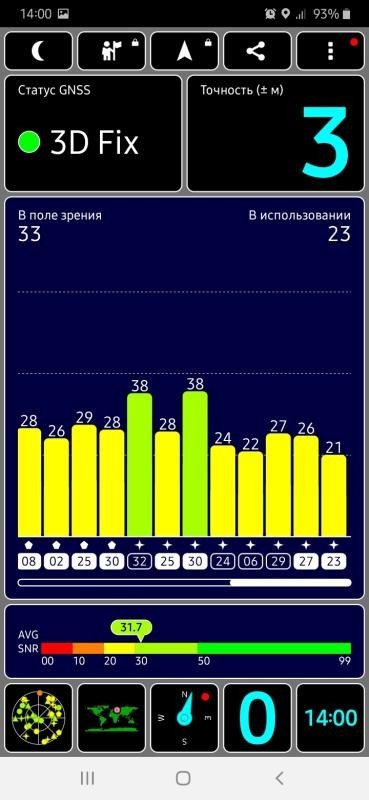 14:00 93%
Статус GNSS
3D Fix
Точность (± м)
3
В поле зрения
33
В использовании
23
28 26 29 28 38 28 38 24 22 27 26 21
08 02 25 30 32 25 30 24 06 29 27 23
31.7
AVG
SNR
00 10 20 30 50 99
N
W E
S
0
14:00